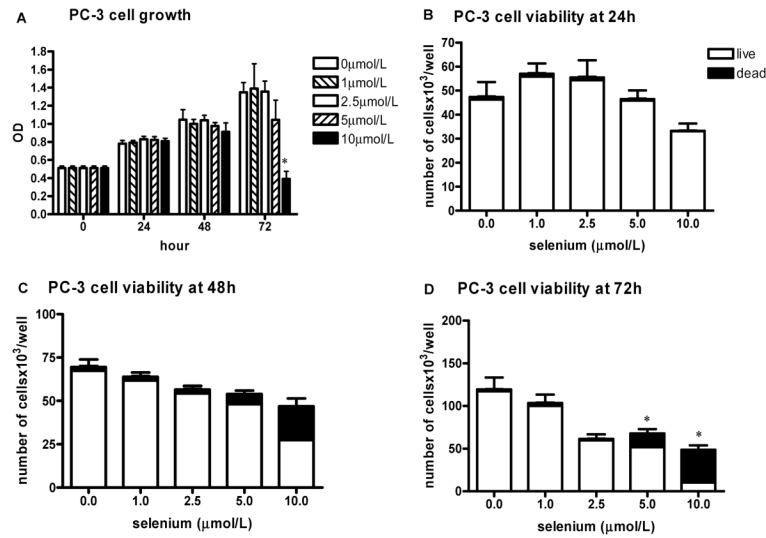 A PC-3 cell growth
OD
1.8
1.6
1.4
1.2
1.0
0.8
0.6
0.4
0.2
0.0
*
0 24 48 72
hour
0μmol/L
1μmol/L
2.5μmol/L
5μmol/L
10μmol/L
B PC-3 cell viability at 24h
number of cellsx10³/well
70
60
50
40
30
20
10
0
0.0 1.0 2.5 5.0 10.0
selenium (μmol/L)
live
dead
C PC-3 cell viability at 48h
number of cellsx10³/well
100
75
50
25
0
0.0 1.0 2.5 5.0 10.0
selenium (μmol/L)
D PC-3 cell viability at 72h
number of cellsx10³/well
200
150
100
50
0
* *
0.0 1.0 2.5 5.0 10.0
selenium (μmol/L)